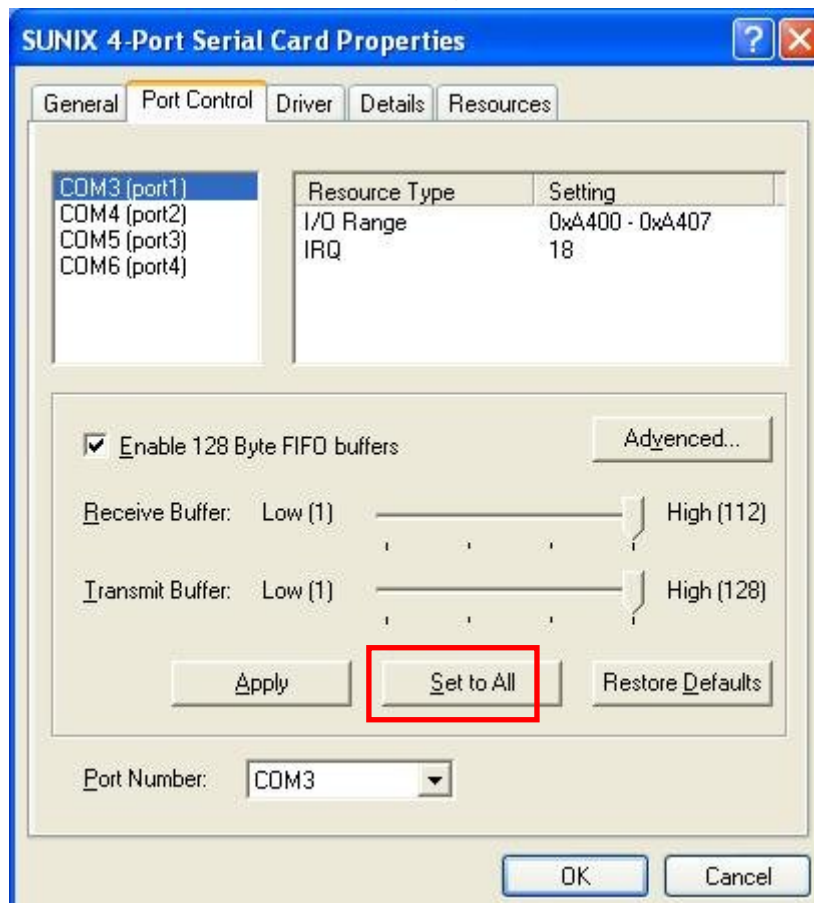 SUNIX 4-Port Serial Card Properties
General Port Control Driver Details Resources
COM3 (port1)
COM4 (port2)
COM5 (port3)
COM6 (port4)
Resource Type Setting
I/O Range 0xA400 - 0xA407
IRQ 18
Enable 128 Byte FIFO buffers
Advenced...
Receive Buffer: Low (1) High (112)
Transmit Buffer: Low (1) High (128)
Apply Set to All Restore Defaults
Port Number: COM3
OK Cancel